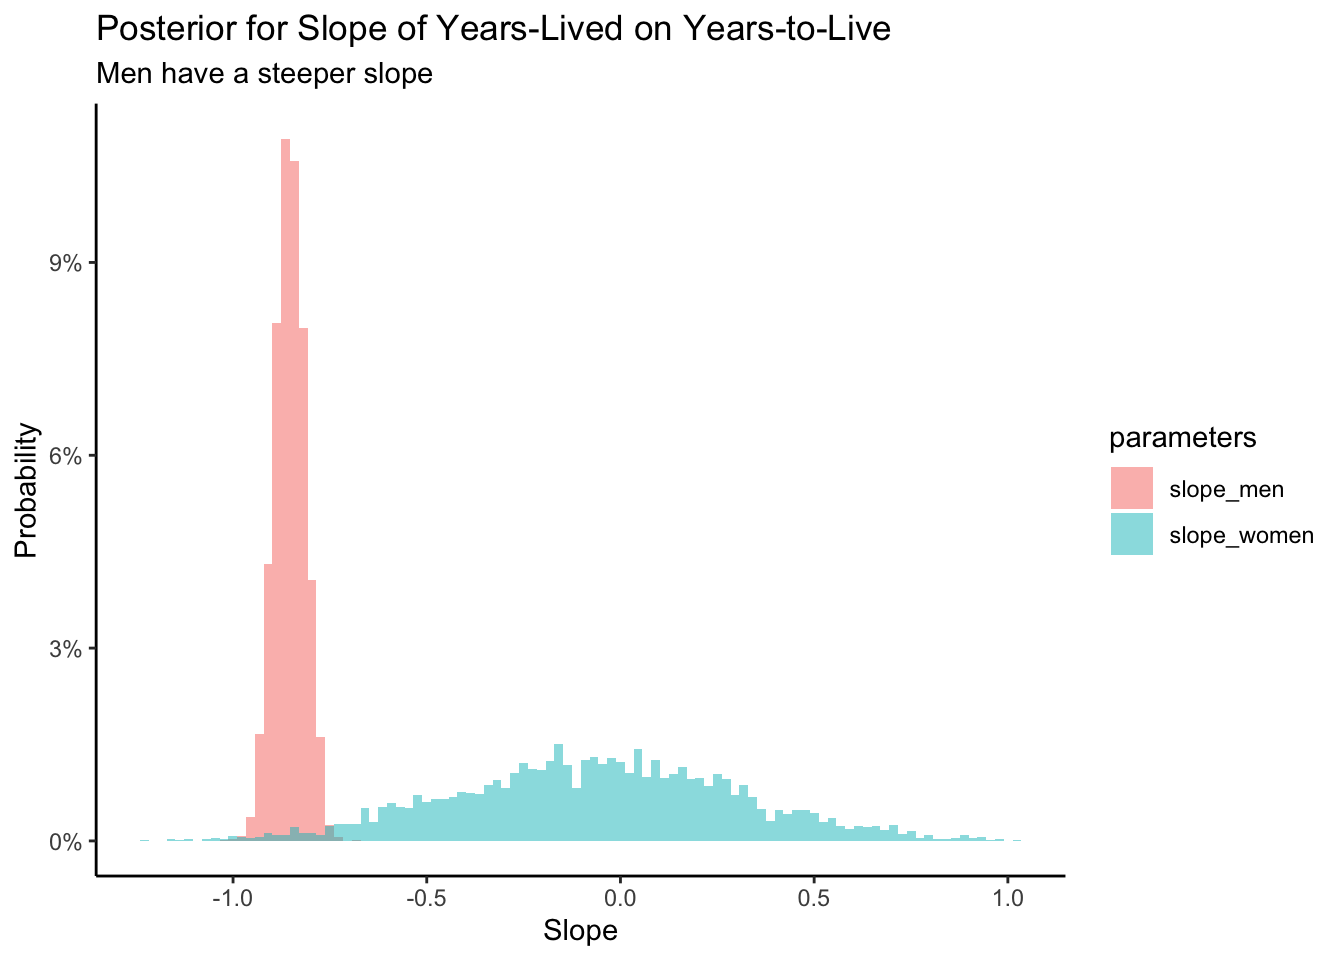 Posterior for Slope of Years-Lived on Years-to-Live
Men have a steeper slope
Probability
9%
6%
3%
0%
-1.0
-0.5
0.0
0.5
1.0
Slope
parameters
slope_men
slope_women